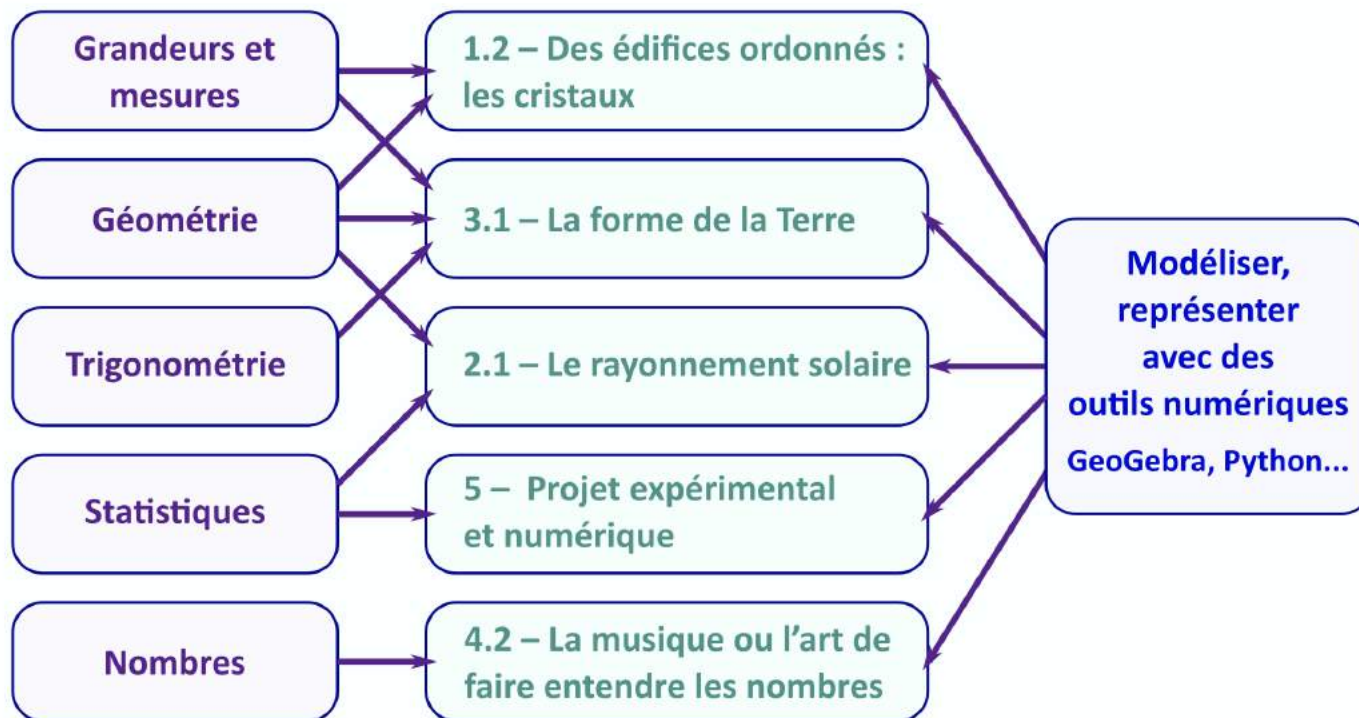 Grandeurs et
mesures
Géométrie
Trigonométrie
Statistiques
Nombres
1.2 – Des édifices ordonnés :
les cristaux
3.1 – La forme de la Terre
2.1 – Le rayonnement solaire
5 – Projet expérimental
et numérique
4.2 – La musique ou l'art de
faire entendre les nombres
Modéliser,
représenter
avec des
outils numériques
GeoGebra, Python...